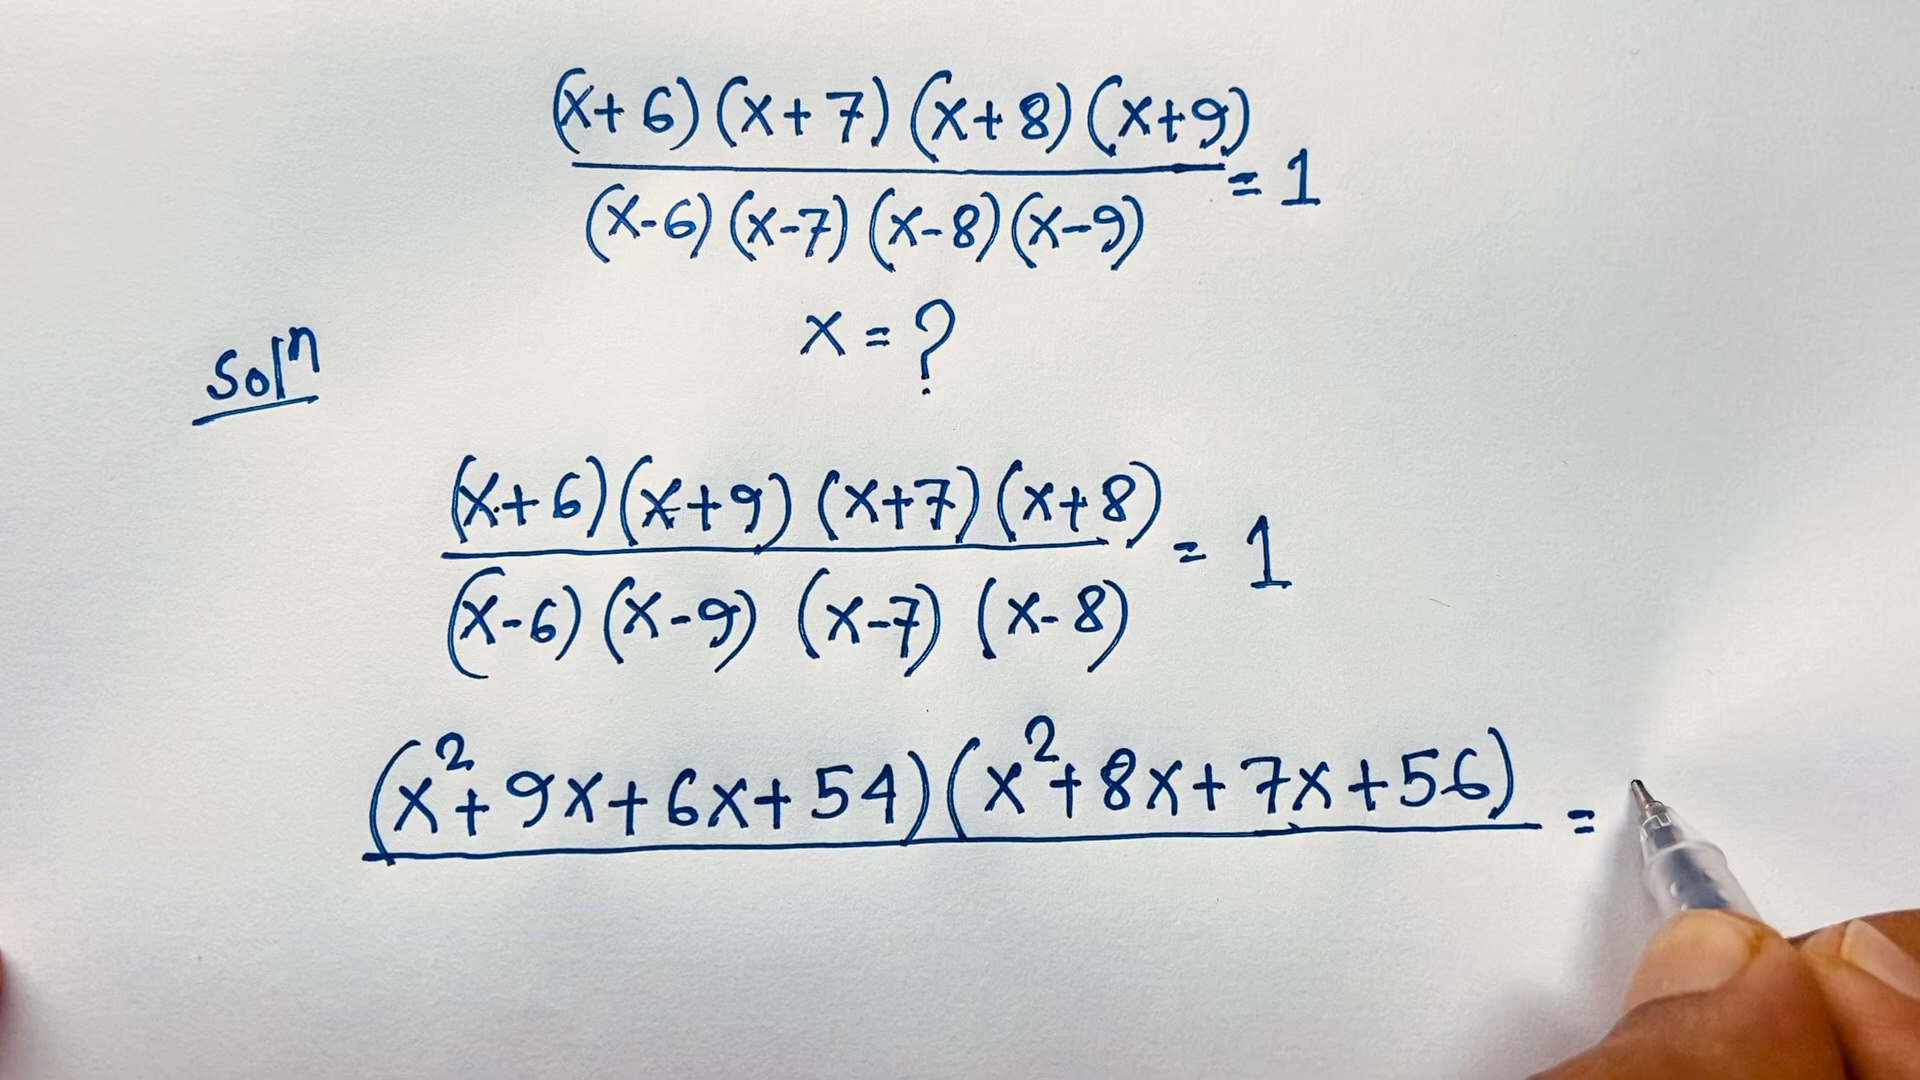 (x+6)(x+7)(x+8)(x+9)
= 1
(x-6)(x-7)(x-8)(x-9)
x = ?
Solⁿ
(x+6)(x+9)(x+7)(x+8)
= 1
(x-6)(x-9)(x-7)(x-8)
(x²+9x+6x+54)(x²+8x+7x+56)
=